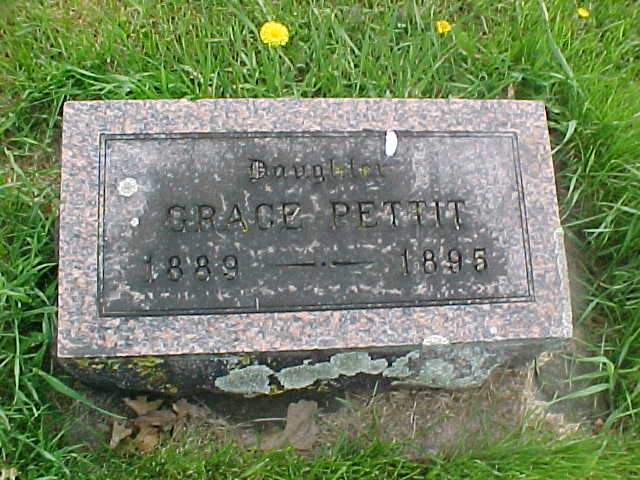 Daughter
GRACE PETTIT
1889 — 1895